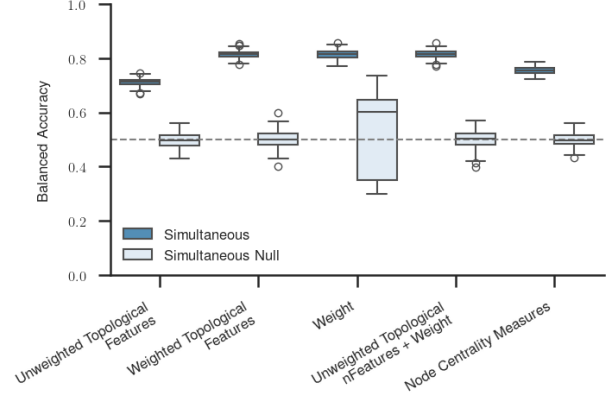 1.0
0.8
0.6
0.4
0.2
0.0
Balanced Accuracy
Simultaneous
Simultaneous Null
Unweighted Topological
Features
Weighted Topological
Features
Weight
Unweighted Topological
nFeatures + Weight
Node Centrality Measures